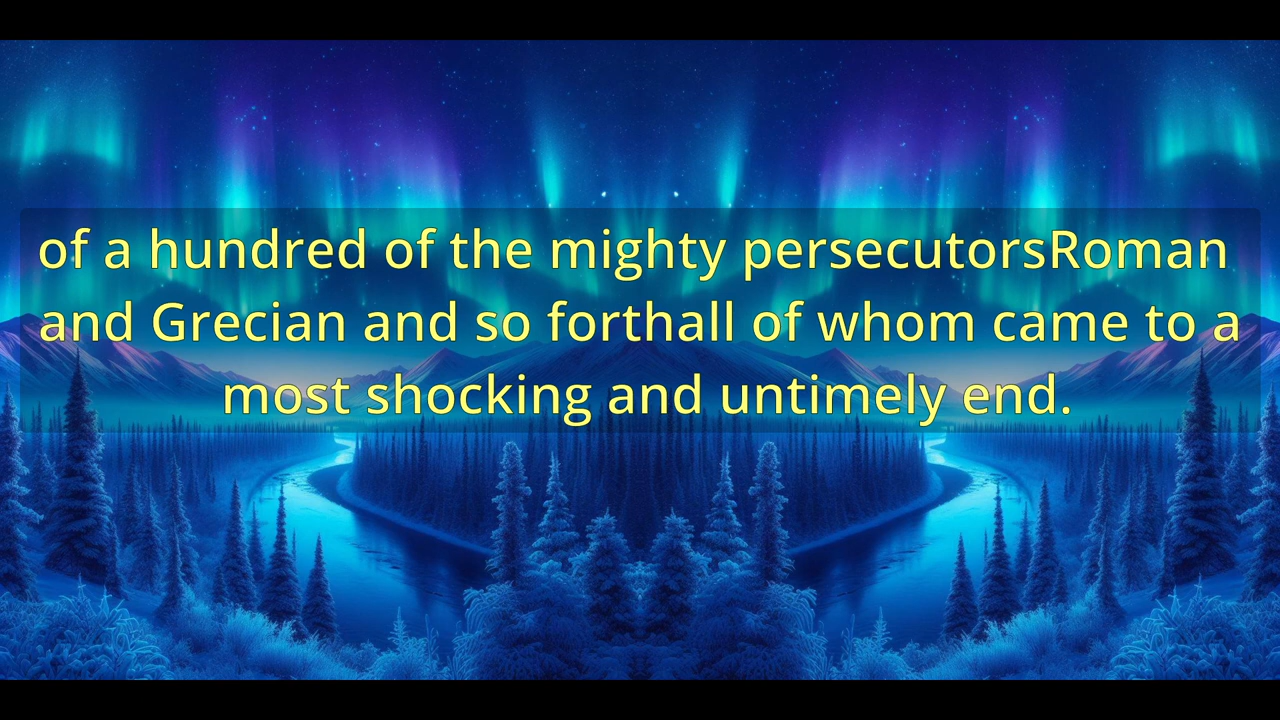 of a hundred of the mighty persecutorsRoman
and Grecian and so forthall of whom came to a
most shocking and untimely end.